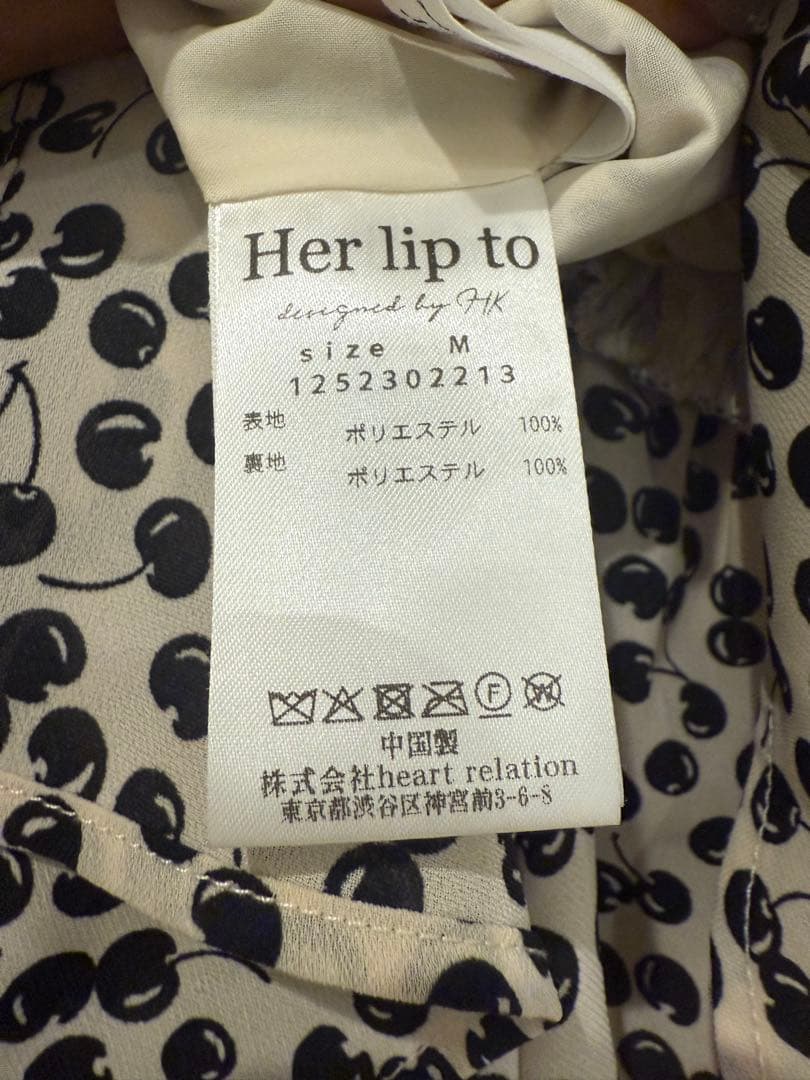 Her lip to
designed by HK
size M
1252302213
表地 ポリエステル 100%
裏地 ポリエステル 100%
F W
中国製
株式会社heart relation
東京都渋谷区神宮前3-6-8